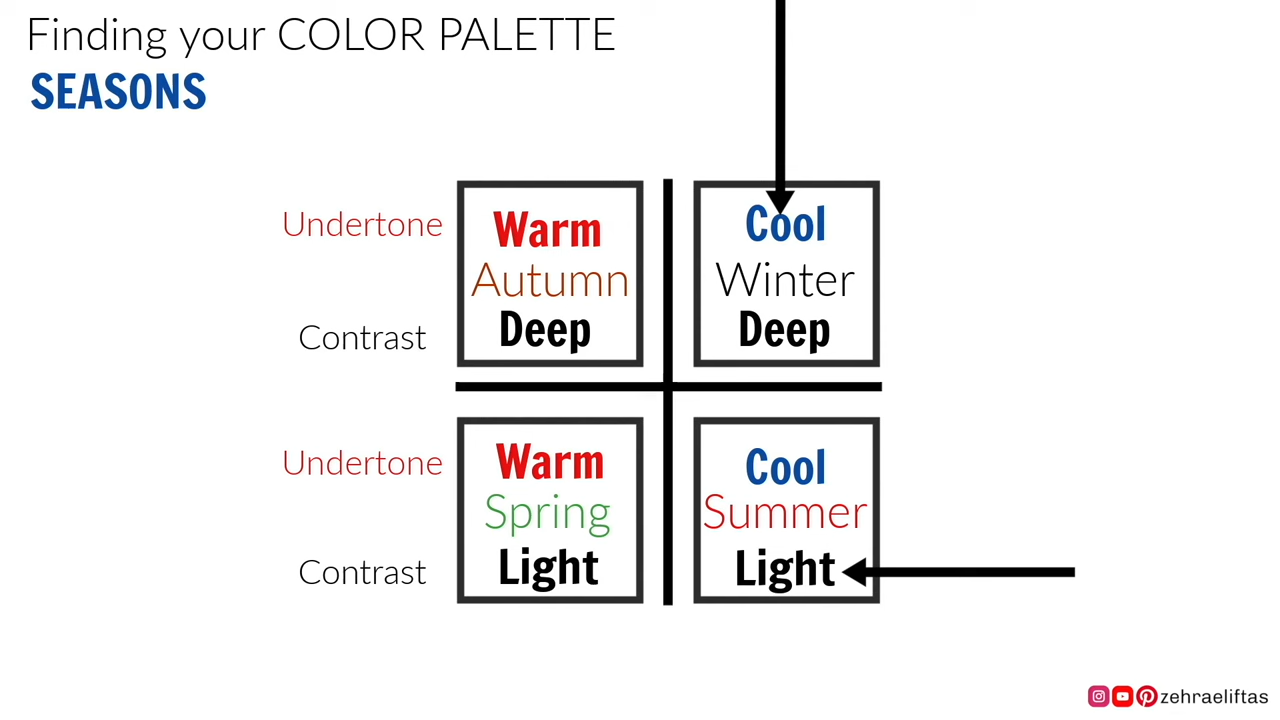 Finding your COLOR PALETTE
SEASONS
Undertone
Warm
Autumn
Contrast
Deep
Cool
Winter
Deep
Undertone
Warm
Spring
Contrast
Light
Cool
Summer
Light
zehraeliftas